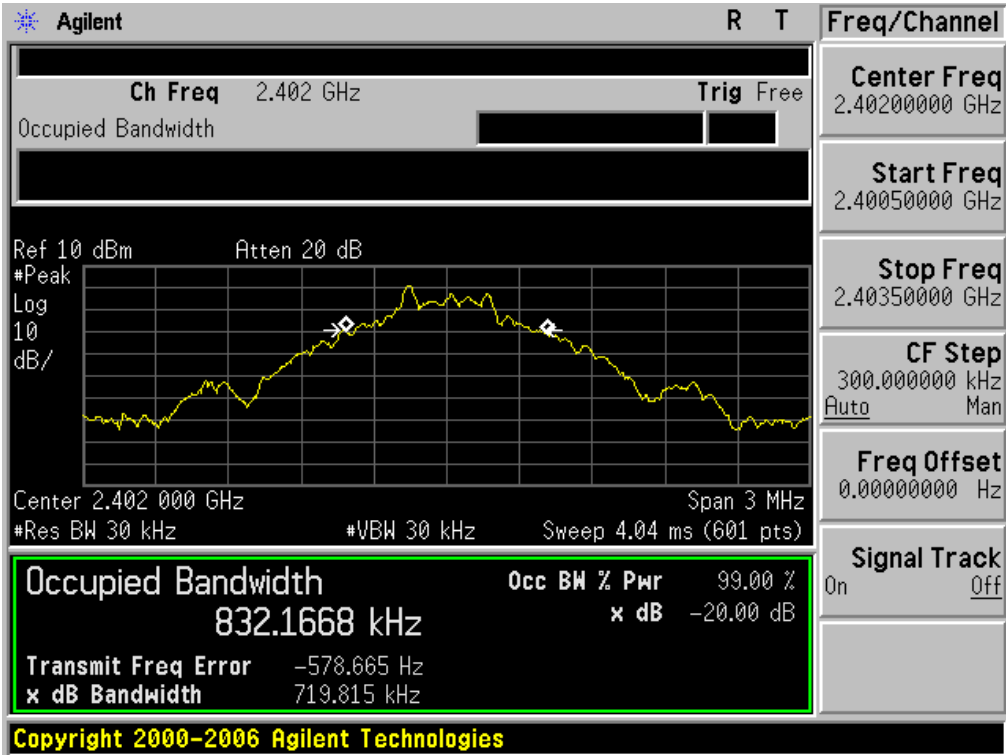 Agilent R T Freq/Channel
Ch Freq 2.402 GHz Trig Free
Occupied Bandwidth
Center Freq
2.40200000 GHz
Start Freq
2.40050000 GHz
Stop Freq
2.40350000 GHz
CF Step
300.000000 kHz
Auto Man
Freq Offset
0.00000000 Hz
Signal Track
On Off
Ref 10 dBm Atten 20 dB
#Peak
Log
10
dB/
Center 2.402 000 GHz Span 3 MHz
#Res BW 30 kHz #VBW 30 kHz Sweep 4.04 ms (601 pts)
Occupied Bandwidth Occ BW % Pwr 99.00 %
832.1668 kHz x dB -20.00 dB
Transmit Freq Error -578.665 Hz
x dB Bandwidth 719.815 kHz
Copyright 2000-2006 Agilent Technologies